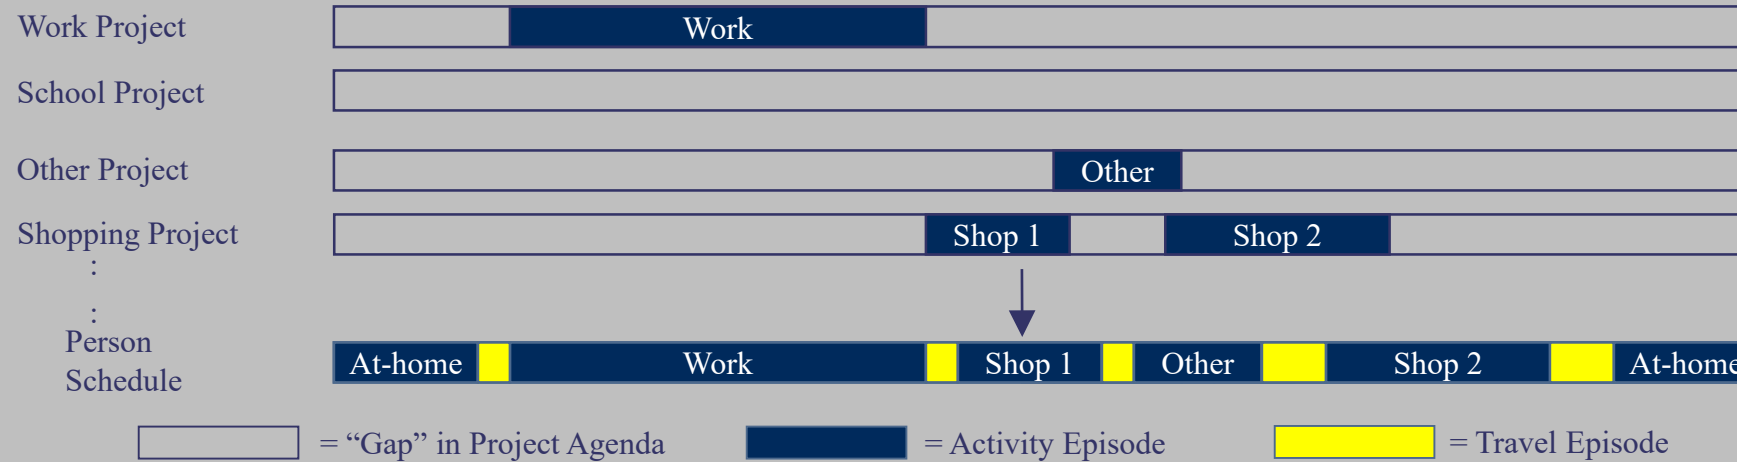 Work Project
Work
School Project
Other Project
Other
Shopping Project
Shop 1
Shop 2
:
:
Person
Schedule
At-home
Work
Shop 1
Other
Shop 2
At-home
= “Gap” in Project Agenda
= Activity Episode
= Travel Episode